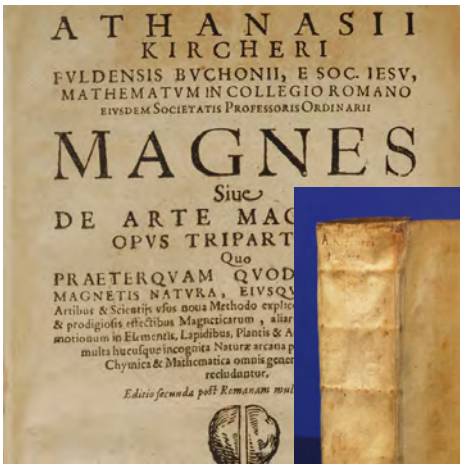 ATHANASII
KIRCHERI
FVLDENSIS BVCHONII, E SOC. IESV,
MATHEMATVM IN COLLEGIO ROMANO
EIVSDEM SOCIETATIS PROFESSORIS ORDINARII
MAGNES
Siue
DE ARTE MAG
OPVS TRIPART
Quo
PRAETERQVAM QVOD
MAGNETIS NATVRA, EIVSQV
Artibus & Scientijs vsus noua Methodo explice
& prodigiosis effectibus Magneticarum, aliar
motionum in Elementis, Lapidibus, Plantis & A
multa hucusque incognita Naturæ arcana p
Chymica & Mathematica omnis gener
recluduntur.
Editio secunda post Romanam mul